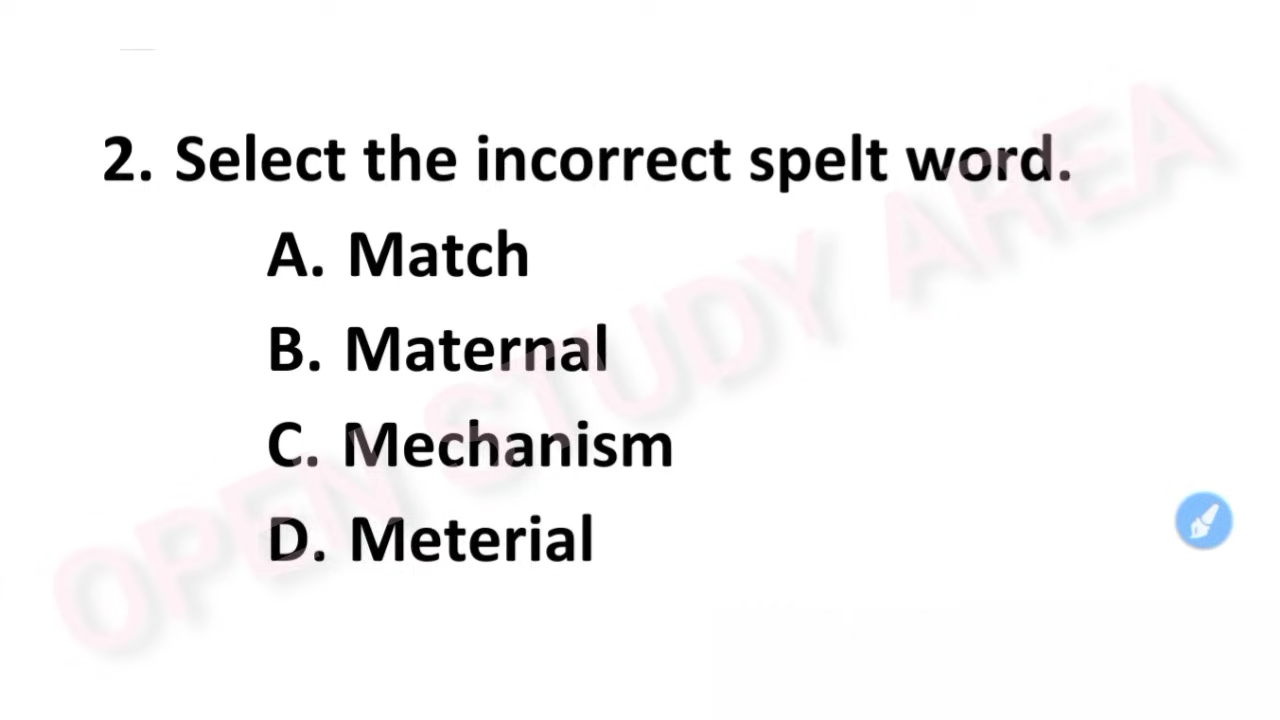 2. Select the incorrect spelt word.
A. Match
B. Maternal
C. Mechanism
D. Meterial
OPEN STUDY AREA